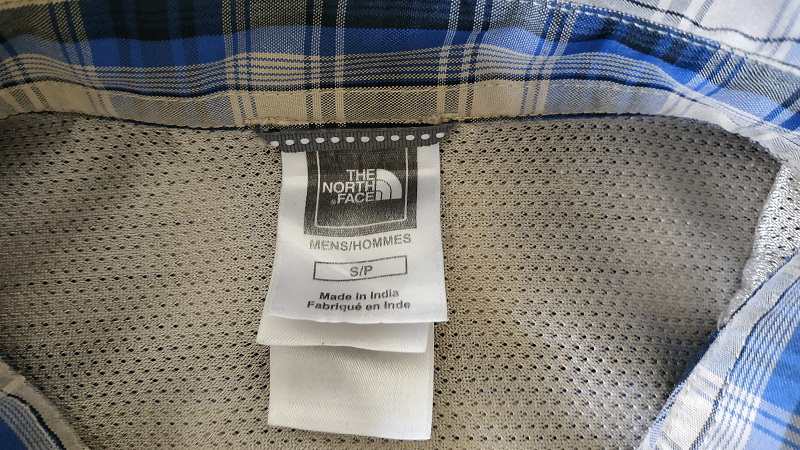 THE
NORTH
FACE
MENS/HOMMES
S/P
Made in India
Fabriqué en Inde